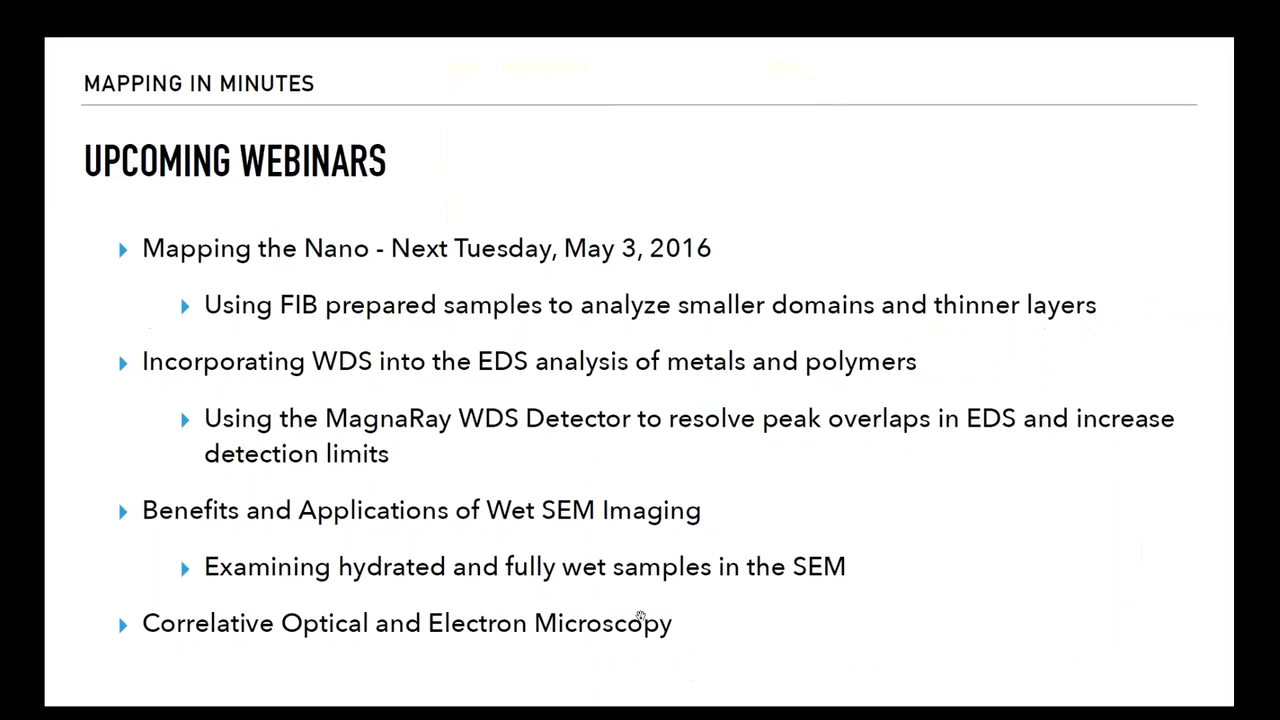 MAPPING IN MINUTES
UPCOMING WEBINARS
Mapping the Nano - Next Tuesday, May 3, 2016
Using FIB prepared samples to analyze smaller domains and thinner layers
Incorporating WDS into the EDS analysis of metals and polymers
Using the MagnaRay WDS Detector to resolve peak overlaps in EDS and increase
detection limits
Benefits and Applications of Wet SEM Imaging
Examining hydrated and fully wet samples in the SEM
Correlative Optical and Electron Microscopy